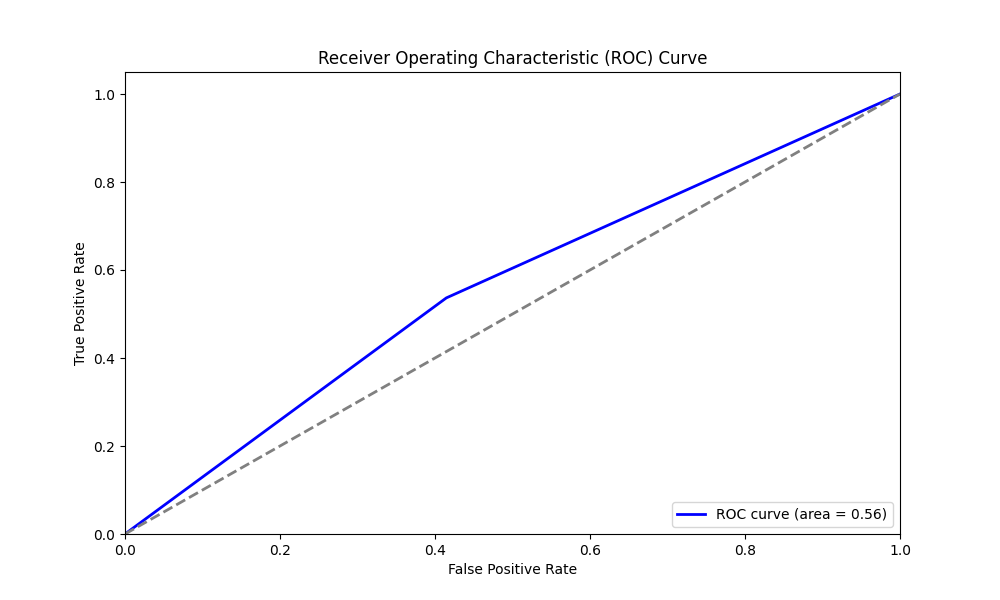 Receiver Operating Characteristic (ROC) Curve
1.0
0.8
0.6
0.4
0.2
0.0
True Positive Rate
ROC curve (area = 0.56)
0.0 0.2 0.4 0.6 0.8 1.0
False Positive Rate